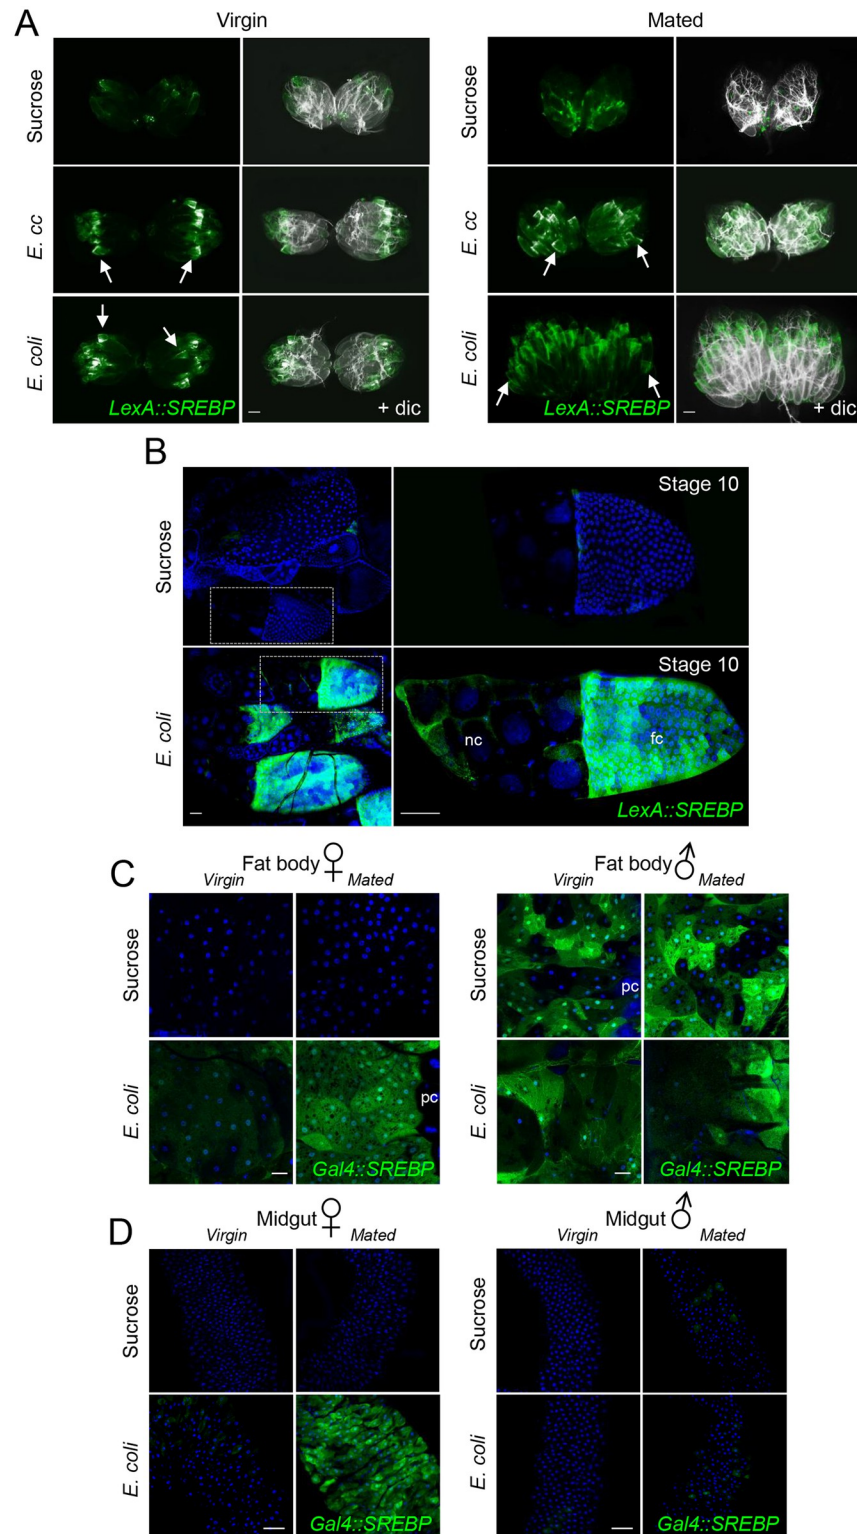 A
Virgin
Mated
Sucrose
E. cc
E. coli
LexA::SREBP
+ dic
Sucrose
E. cc
E. coli
LexA::SREBP
+ dic
B
Sucrose
Stage 10
E. coli
Stage 10
nc
fc
LexA::SREBP
C
Fat body ♀
Virgin
Mated
Sucrose
E. coli
pc
Gal4::SREBP
Fat body ♂
Virgin
Mated
Sucrose
pc
E. coli
Gal4::SREBP
D
Midgut ♀
Virgin
Mated
Sucrose
E. coli
Gal4::SREBP
Midgut ♂
Virgin
Mated
Sucrose
E. coli
Gal4::SREBP